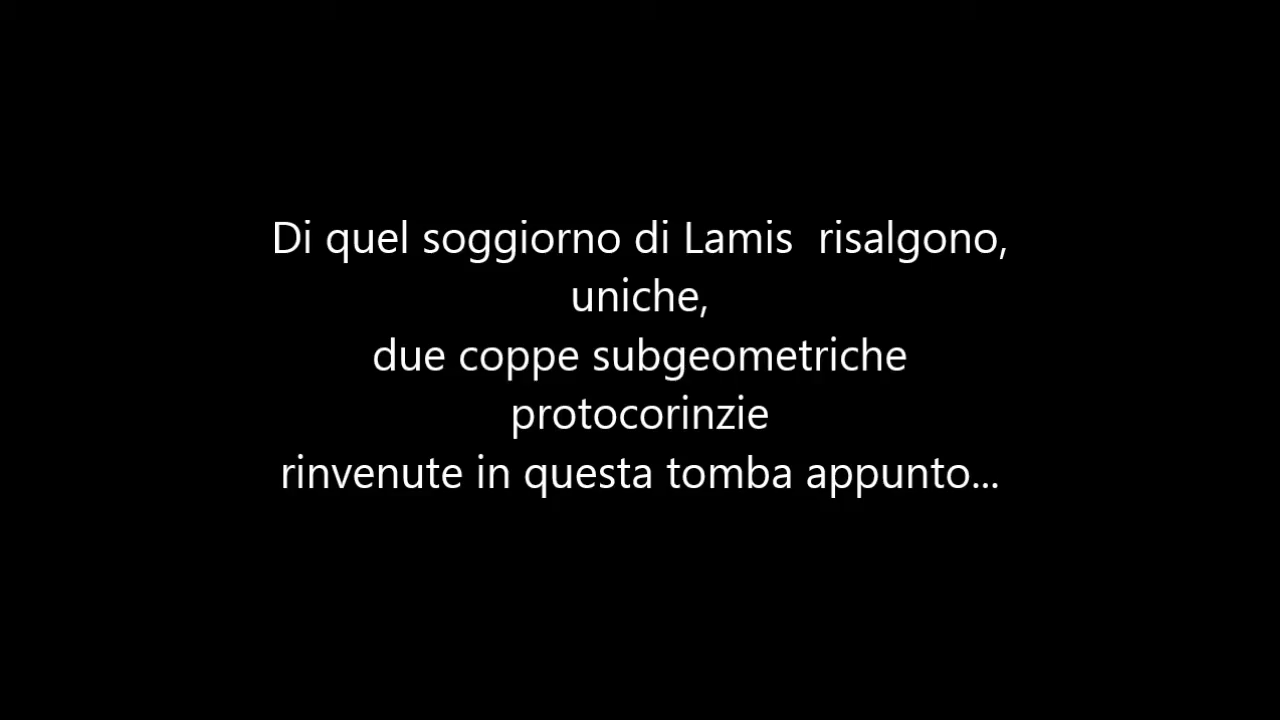 Di quel soggiorno di Lamis  risalgono,
uniche,
due coppe subgeometriche
protocorinzie
rinvenute in questa tomba appunto...